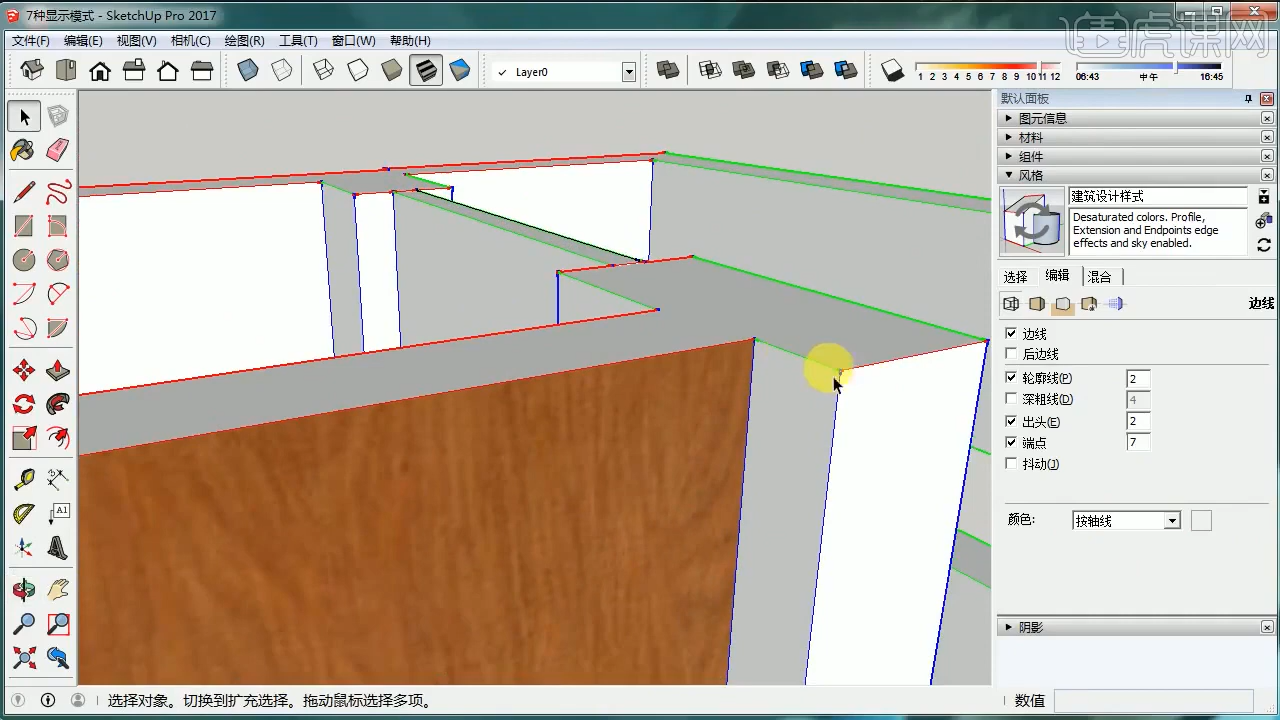 7种显示模式 - SketchUp Pro 2017
虎课网
文件(F) 编辑(E) 视图(V) 相机(C) 绘图(R) 工具(T) 窗口(W) 帮助(H)
Layer0
1 2 3 4 5 6 7 8 9 10 11 12
06:43 中午 16:45
默认面板
图元信息
材料
组件
风格
建筑设计样式
Desaturated colors. Profile,
Extension and Endpoints edge
effects and sky enabled.
选择 编辑 混合
边线
边线
后边线
轮廓线(P) 2
深粗线(D) 4
出头(E) 2
端点 7
抖动(J)
颜色: 按轴线
阴影
A1
选择对象。切换到扩充选择。拖动鼠标选择多项。
数值